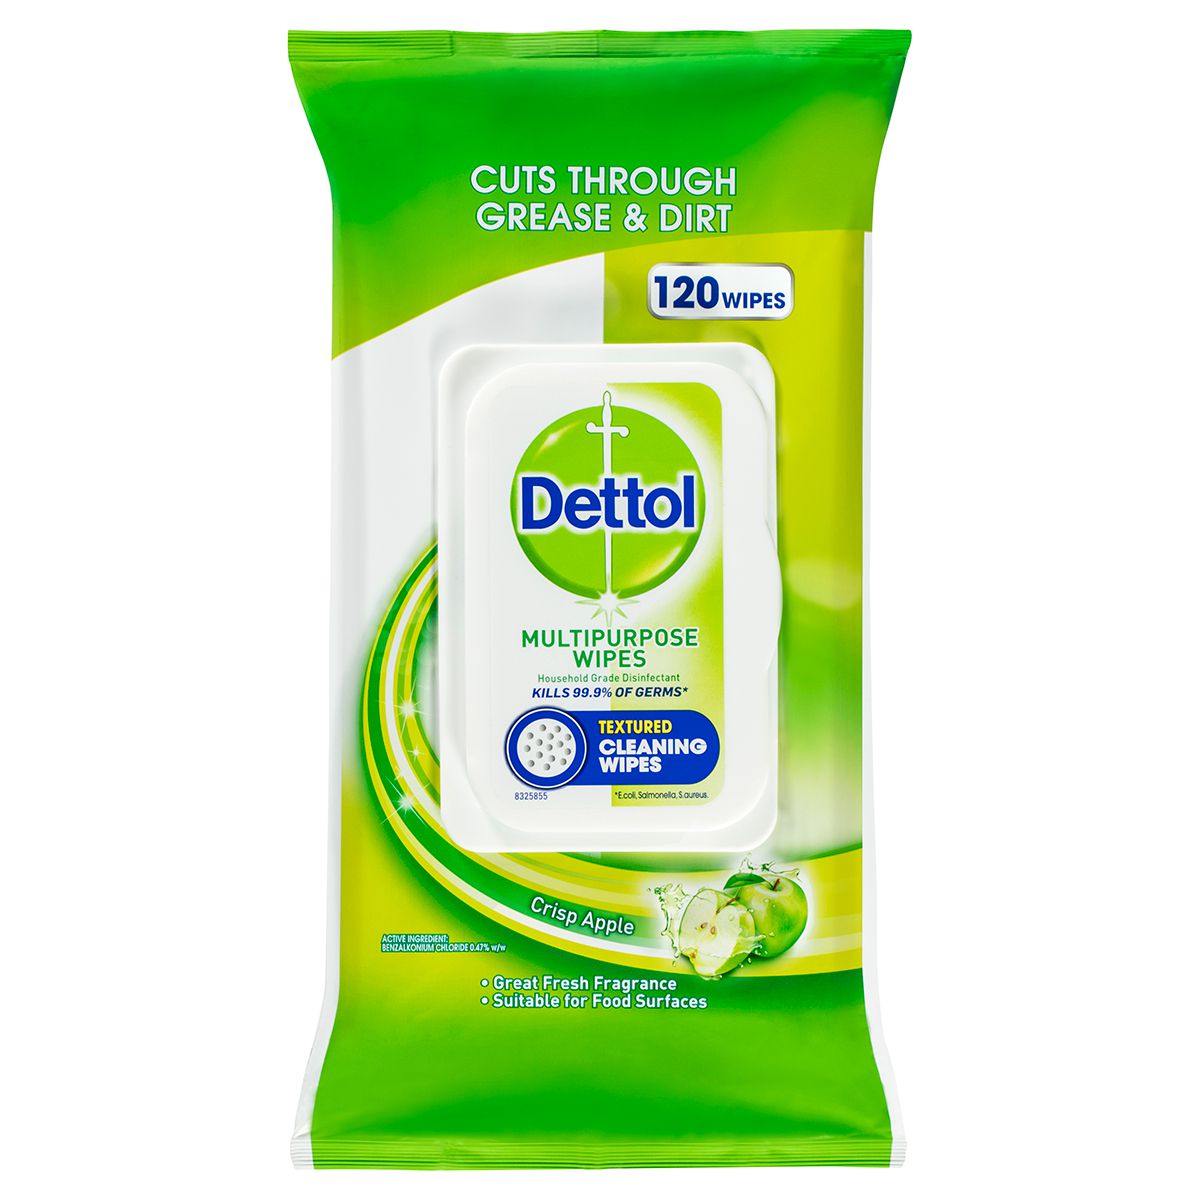 CUTS THROUGH
GREASE & DIRT
120 WIPES
Dettol
MULTIPURPOSE
WIPES
Household Grade Disinfectant
KILLS 99.9% OF GERMS*
TEXTURED
CLEANING
WIPES
8325855
*E.coli, Salmonella, S.aureus.
Crisp Apple
ACTIVE INGREDIENT:
BENZALKONIUM CHLORIDE 0.47% w/w
• Great Fresh Fragrance
• Suitable for Food Surfaces